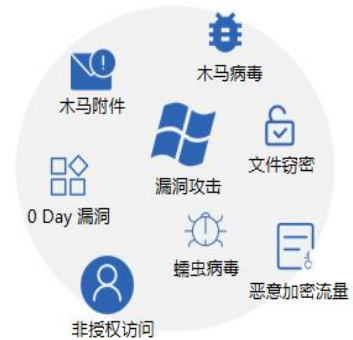 木马病毒
木马附件
文件窃密
漏洞攻击
0 Day 漏洞
蠕虫病毒
恶意加密流量
非授权访问